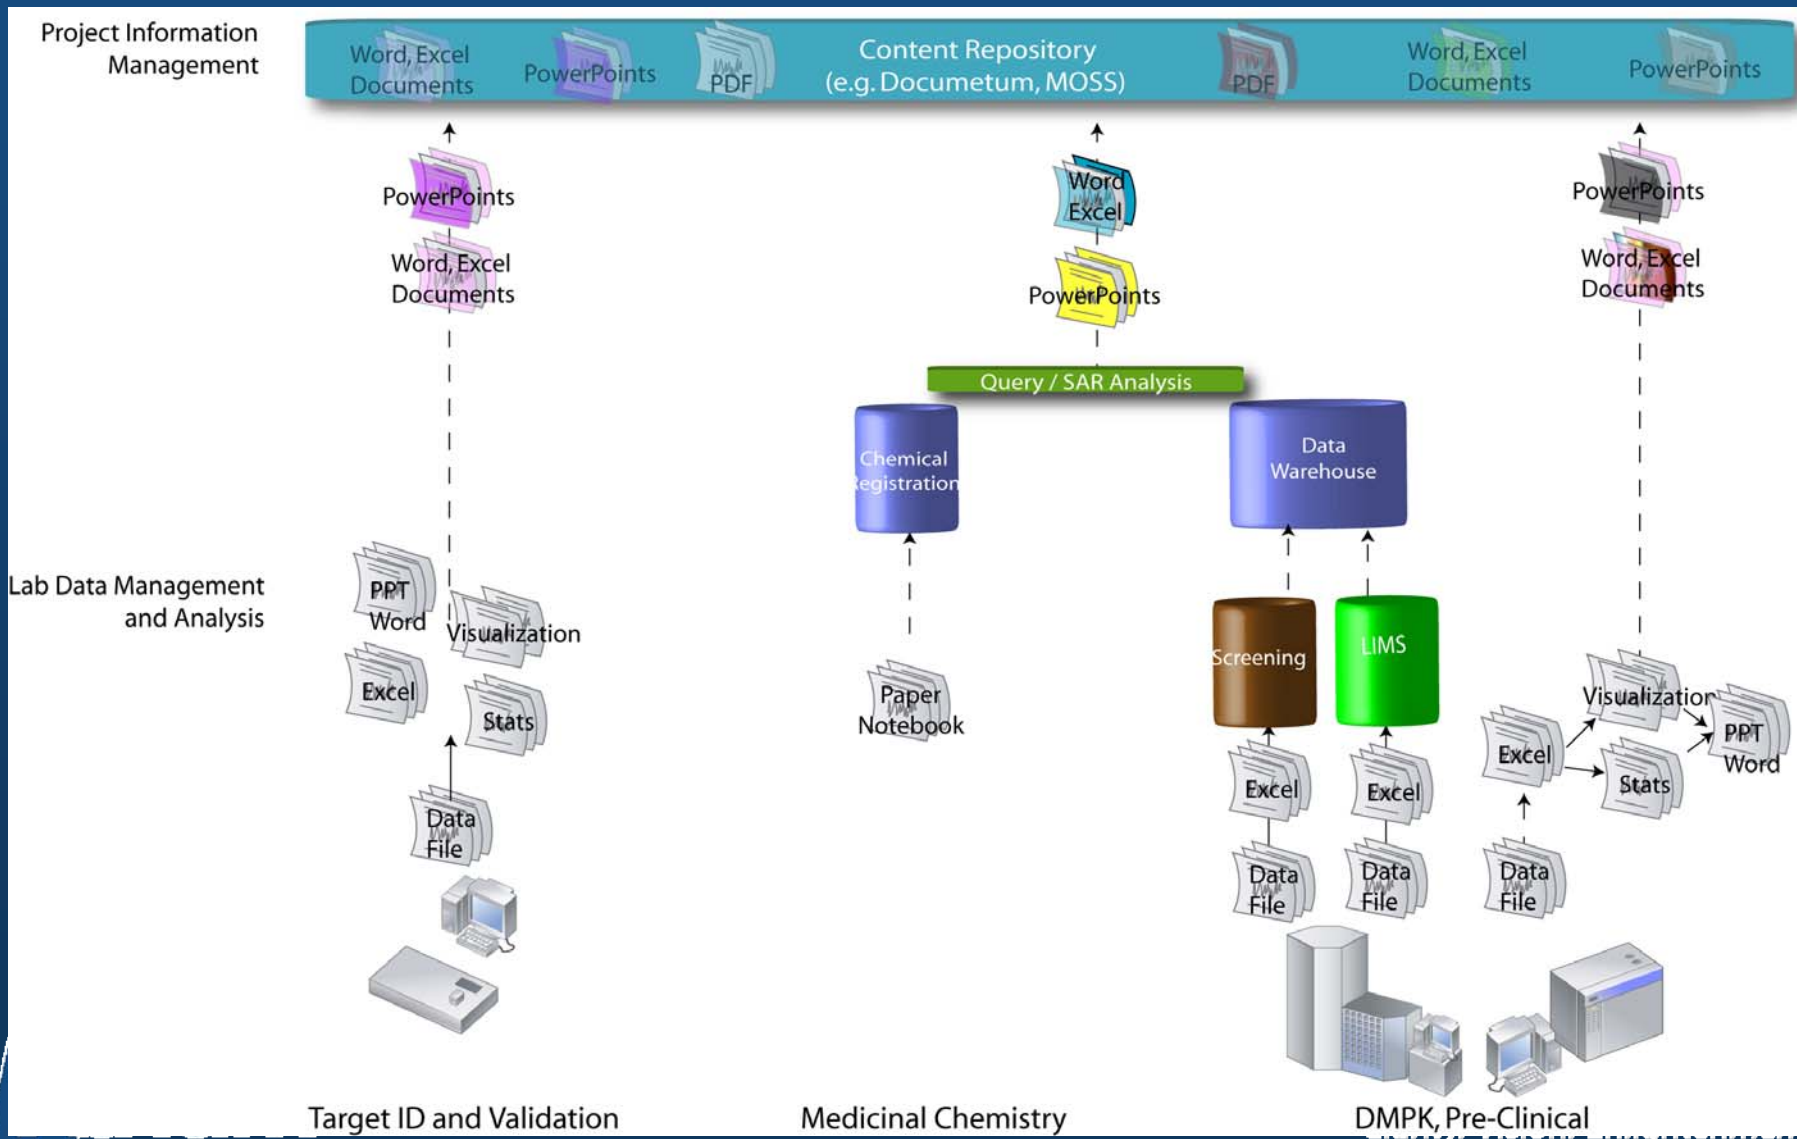 Project Information
Management
Word, Excel
Documents
PowerPoints
PDF
Content Repository
(e.g. Documetum, MOSS)
PDF
Word, Excel
Documents
PowerPoints
PowerPoints
Word, Excel
Documents
Word
Excel
PowerPoints
PowerPoints
Word, Excel
Documents
Query / SAR Analysis
Chemical
Registration
Data
Warehouse
Lab Data Management
and Analysis
PPT
Word
Visualization
Excel
Stats
Data
File
Paper
Notebook
Screening
LIMS
Excel
Excel
Data
File
Data
File
Visualization
Excel
Stats
PPT
Word
Data
File
Target ID and Validation
Medicinal Chemistry
DMPK, Pre-Clinical